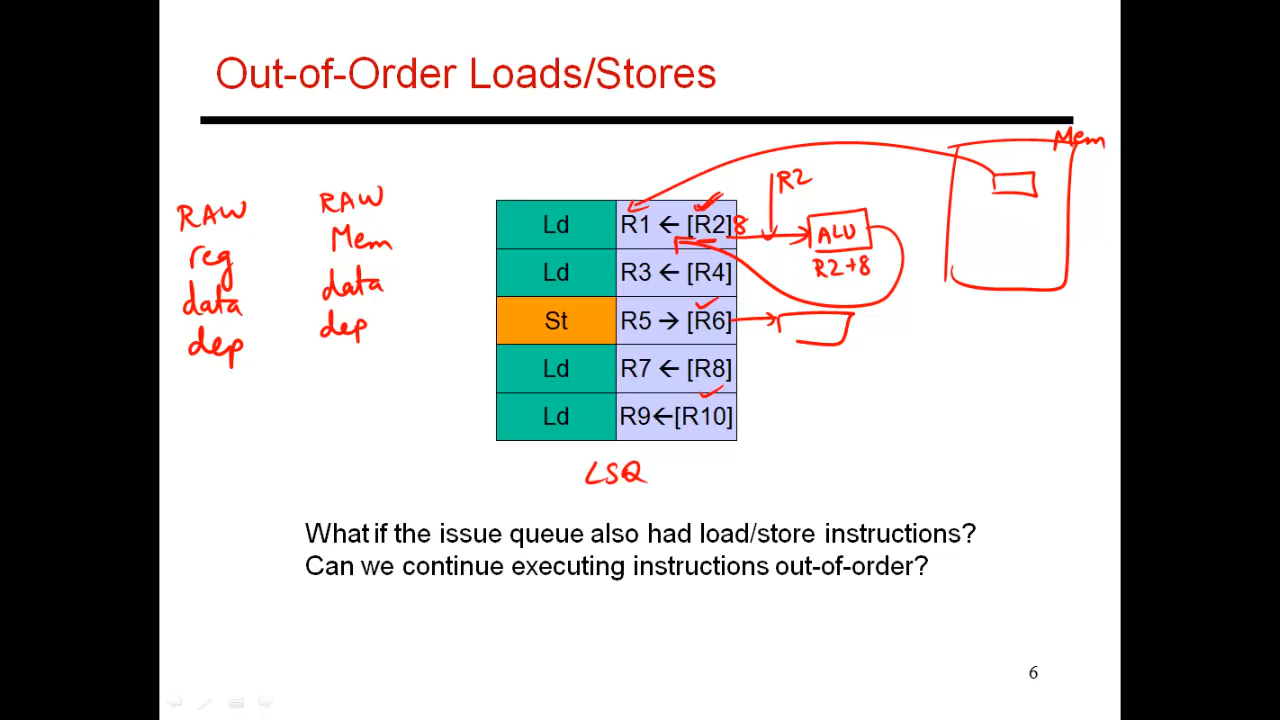 Out-of-Order Loads/Stores
Mem
RAW
reg
data
dep
RAW
Mem
data
dep
Ld R1 ← [R2] 8
Ld R3 ← [R4]
St R5 → [R6]
Ld R7 ← [R8]
Ld R9←[R10]
R2
ALU
R2+8
LSQ
What if the issue queue also had load/store instructions?
Can we continue executing instructions out-of-order?
6